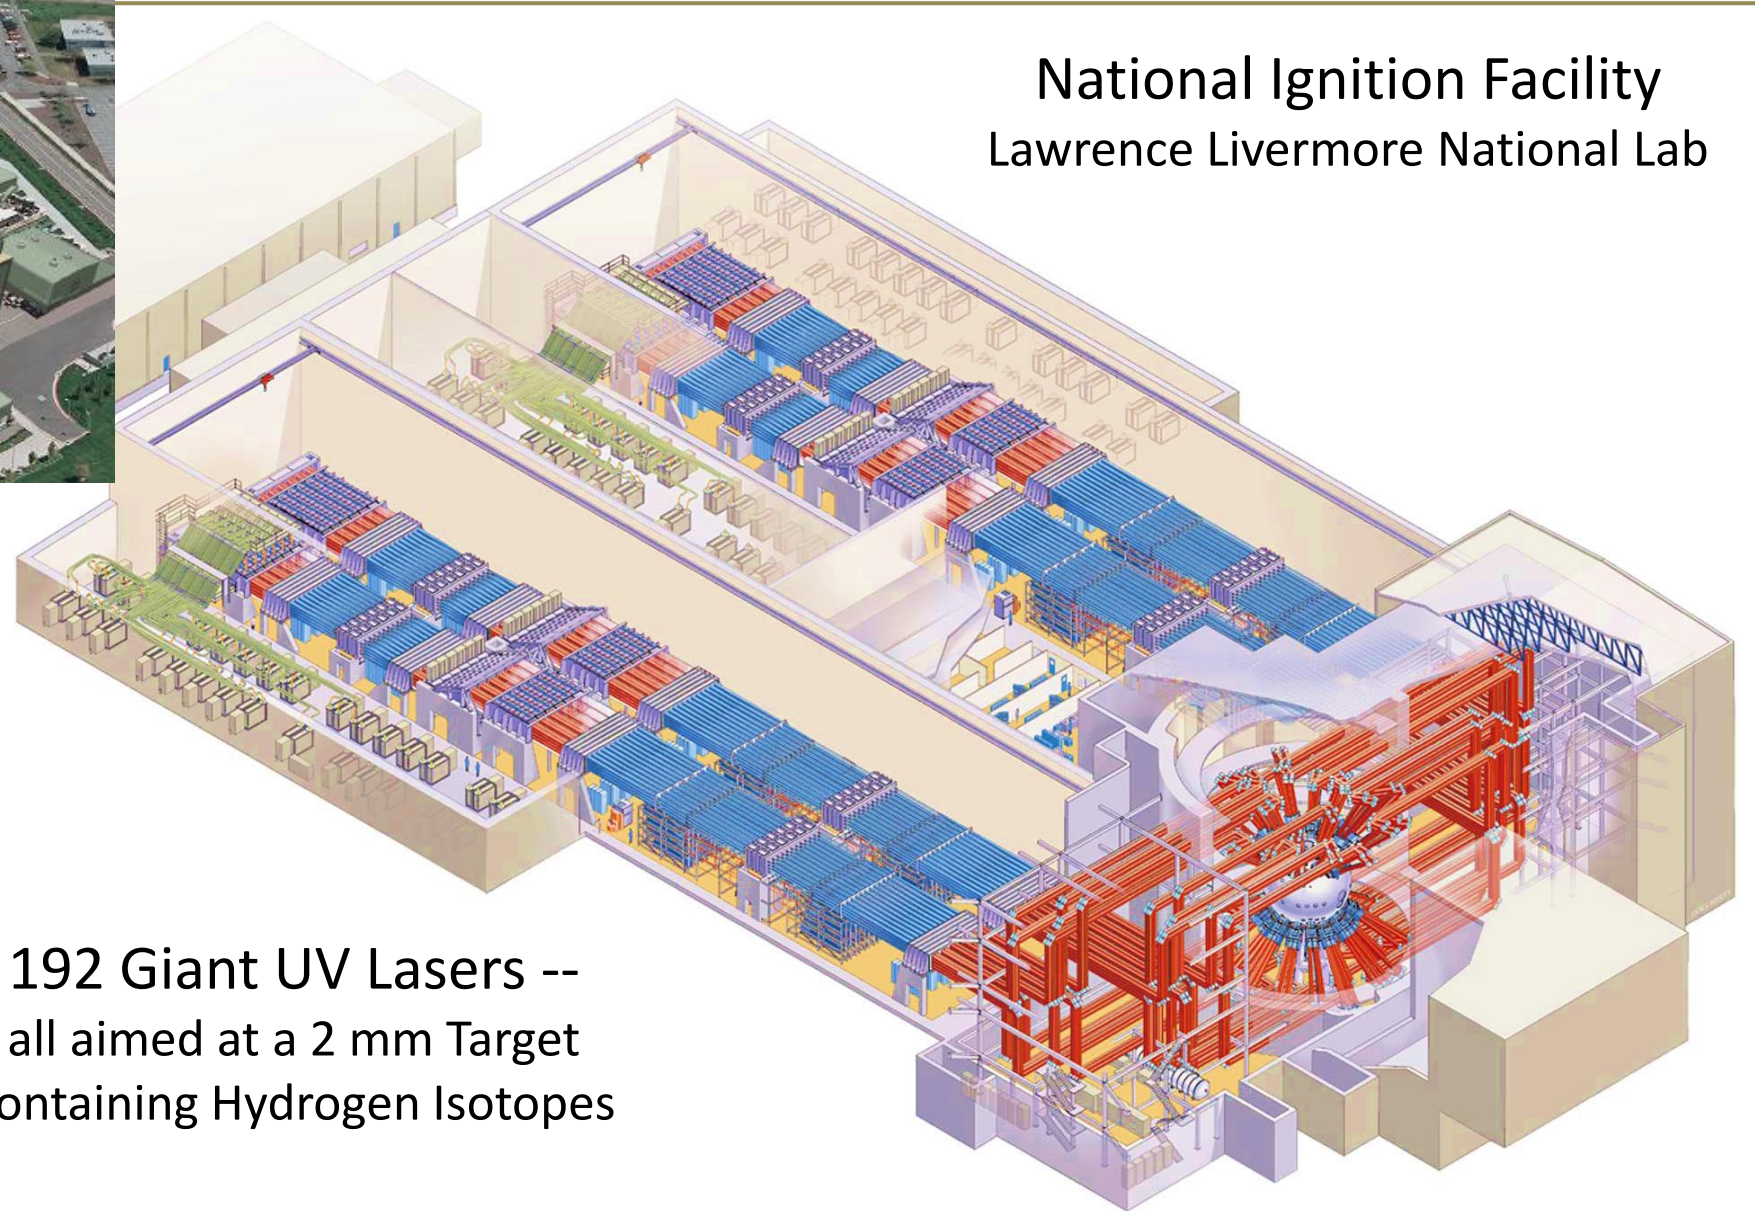 National Ignition Facility
Lawrence Livermore National Lab
192 Giant UV Lasers --
all aimed at a 2 mm Target
ontaining Hydrogen Isotopes